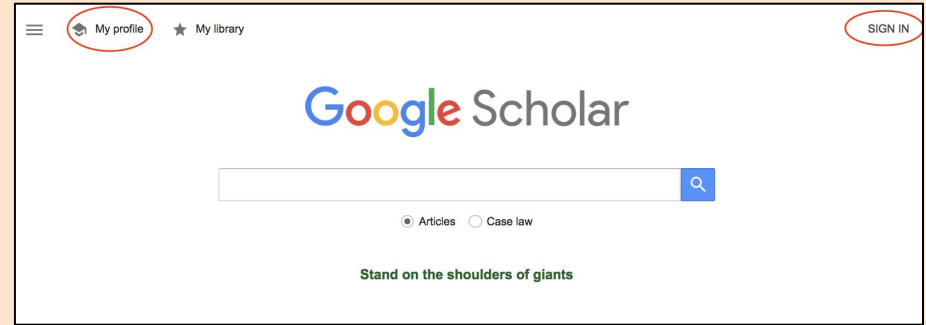 My profile My library SIGN IN
Google Scholar
Articles Case law
Stand on the shoulders of giants